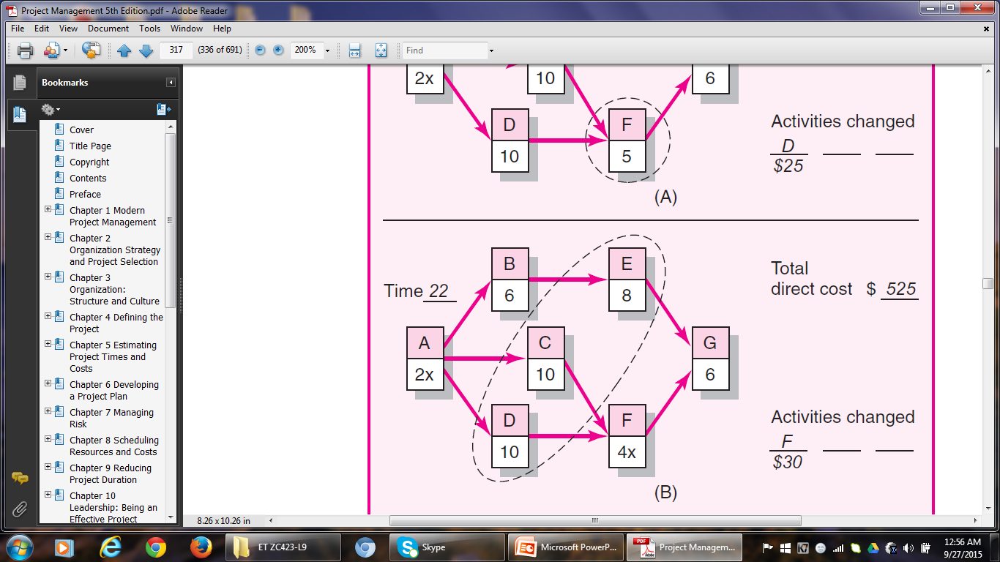 Project Management 5th Edition.pdf - Adobe Reader
File Edit View Document Tools Window Help
317 (336 of 691) 200% Find
Bookmarks
Cover
Title Page
Copyright
Contents
Preface
Chapter 1 Modern
Project Management
Chapter 2
Organization Strategy
and Project Selection
Chapter 3
Organization:
Structure and Culture
Chapter 4 Defining the
Project
Chapter 5 Estimating
Project Times and
Costs
Chapter 6 Developing
a Project Plan
Chapter 7 Managing
Risk
Chapter 8 Scheduling
Resources and Costs
Chapter 9 Reducing
Project Duration
Chapter 10
Leadership: Being an
Effective Project
2x 10 6
D F
10 5
Activities changed
D
$25
(A)
B E
6 8
Time 22
Total
direct cost $ 525
A C G
2x 10 6
D F
10 4x
Activities changed
F
$30
(B)
8.26 x 10.26 in
ET ZC423-L9 Skype Microsoft PowerP... Project Managem...
12:56 AM
9/27/2015